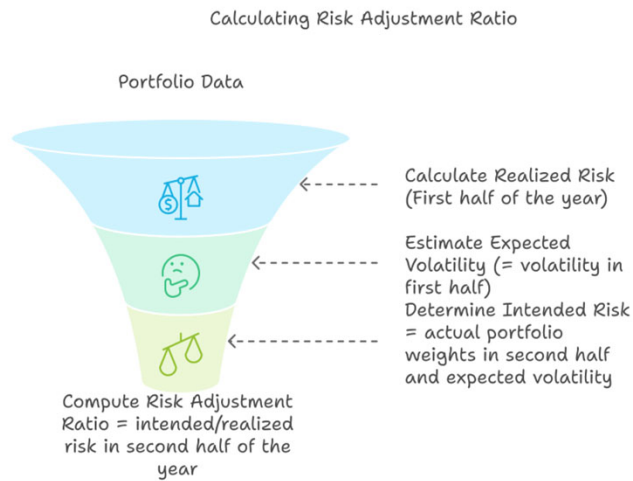 Calculating Risk Adjustment Ratio
Portfolio Data
$
Calculate Realized Risk
(First half of the year)
Estimate Expected
Volatility (= volatility in
first half)
Determine Intended Risk
= actual portfolio
weights in second half
and expected volatility
Compute Risk Adjustment
Ratio = intended/realized
risk in second half of the
year